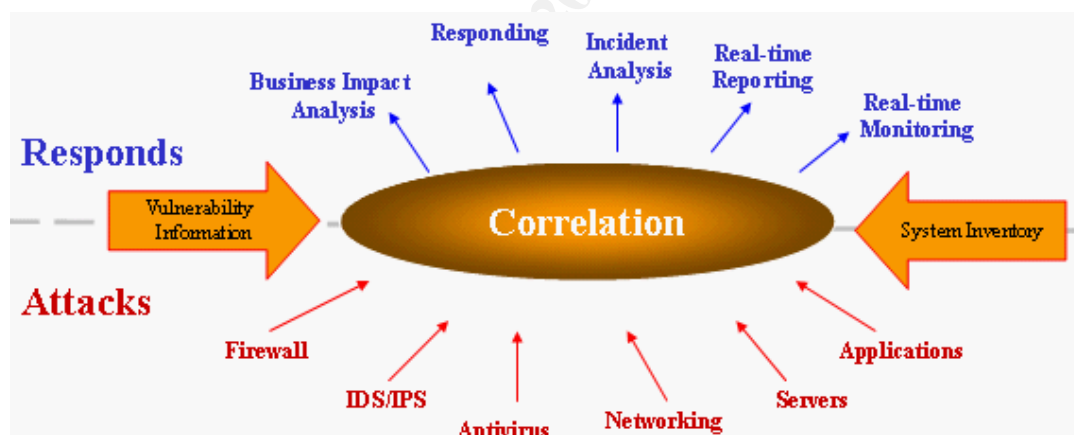 Responding
Incident
Analysis
Real-time
Reporting
Business Impact
Analysis
Real-time
Monitoring
Responds
Vulnerability
Information
Correlation
System Inventory
Attacks
Firewall
Applications
IDS/IPS
Servers
Antivirus
Networking